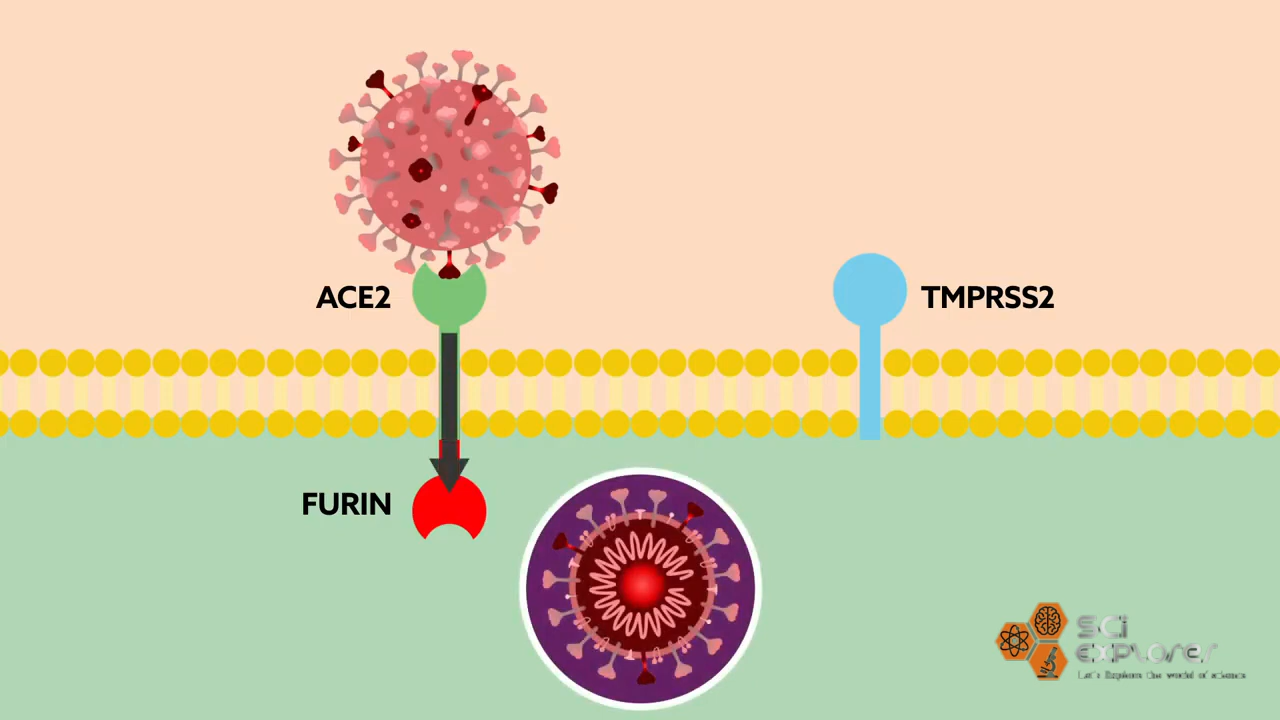 ACE2
TMPRSS2
FURIN
SCi
EXPLORER
Let's Explore the world of science